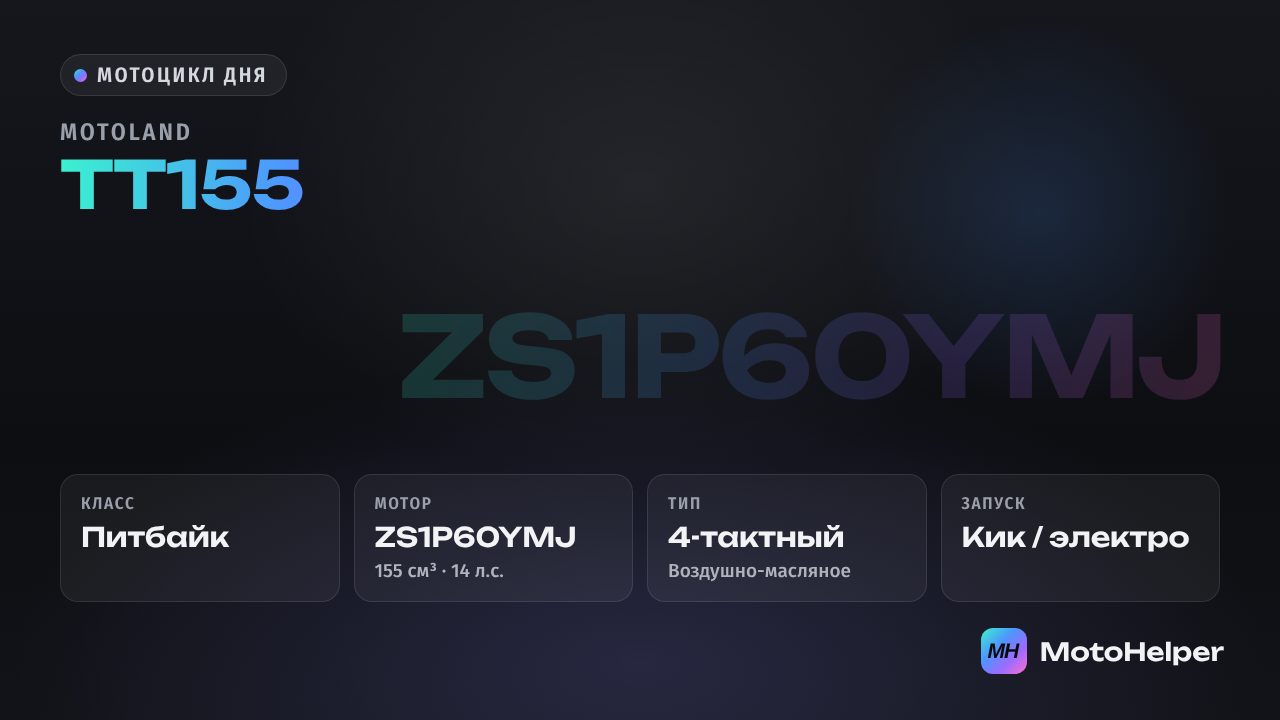 МОТОЦИКЛ ДНЯ
MOTOLAND
TT155
ZS1P60YMJ
КЛАСС
Питбайк
МОТОР
ZS1P60YMJ
155 см³ · 14 л.с.
ТИП
4-тактный
Воздушно-масляное
ЗАПУСК
Кик / электро
MH MotoHelper